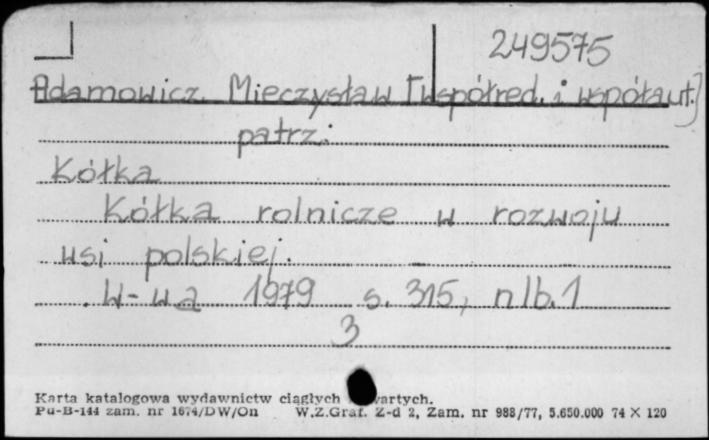 249575
Adamowicz Mieczysław [współred. i współaut.]
patrz:
Kółka
Kółka rolnicze w rozwoju
wsi polskiej.
W-wa 1979 s. 315, nlb. 1
3
Karta katalogowa wydawnictw ciągłych
Pu-B-144 zam. nr 1674/DW/On W.Z.Graf. Z-d 2, Zam. nr 988/77, 5.650.000 74 X 120